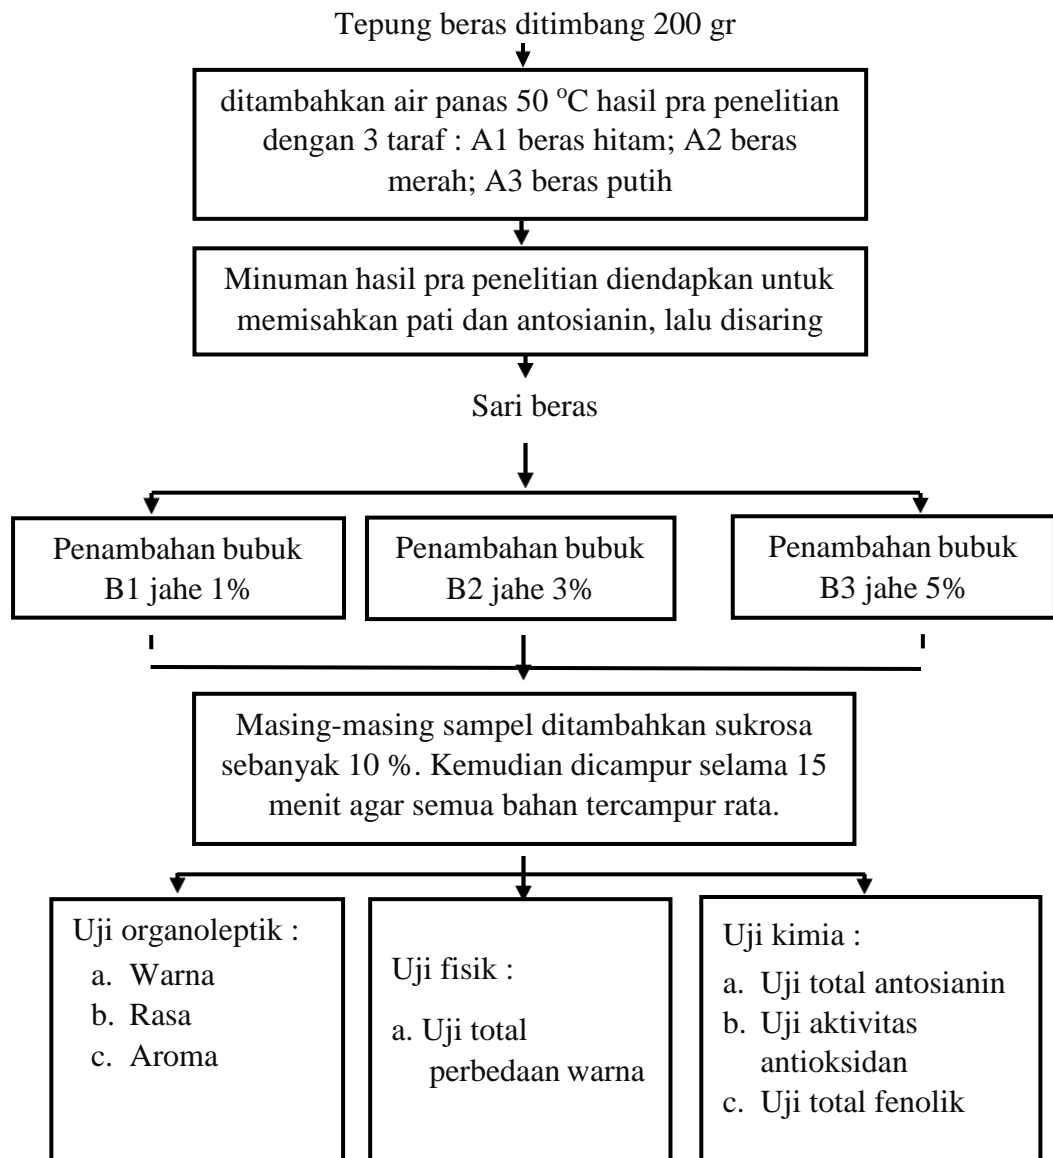 Tepung beras ditimbang 200 gr
ditambahkan air panas 50 °C hasil pra penelitian
dengan 3 taraf : A1 beras hitam; A2 beras
merah; A3 beras putih
Minuman hasil pra penelitian diendapkan untuk
memisahkan pati dan antosianin, lalu disaring
Sari beras
Penambahan bubuk
B1 jahe 1%
Penambahan bubuk
B2 jahe 3%
Penambahan bubuk
B3 jahe 5%
Masing-masing sampel ditambahkan sukrosa
sebanyak 10 %. Kemudian dicampur selama 15
menit agar semua bahan tercampur rata.
Uji organoleptik :
a. Warna
b. Rasa
c. Aroma
Uji fisik :
a. Uji total
perbedaan warna
Uji kimia :
a. Uji total antosianin
b. Uji aktivitas
antioksidan
c. Uji total fenolik